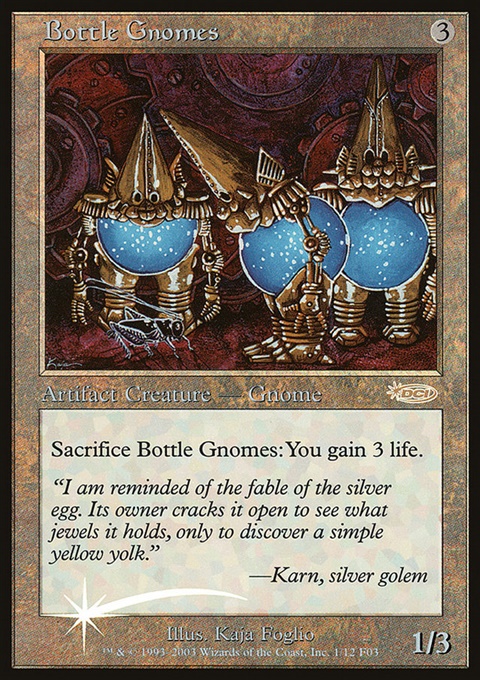 Bottle Gnomes
3
Kaja
Artifact Creature — Gnome
DCI
Sacrifice Bottle Gnomes: You gain 3 life.
“I am reminded of the fable of the silver
egg. Its owner cracks it open to see what
jewels it holds, only to discover a simple
yellow yolk.”
—Karn, silver golem
Illus. Kaja Foglio
1/3
™ & © 1993–2003 Wizards of the Coast, Inc. 1/12 F03